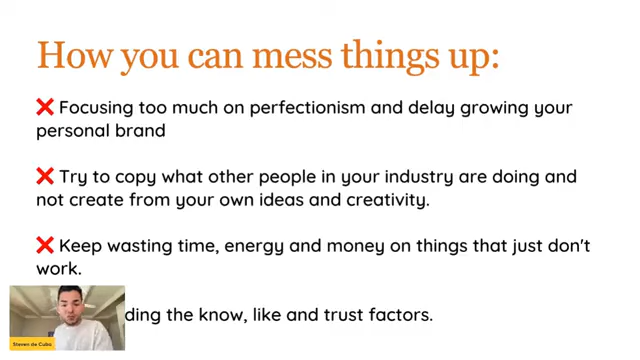 How you can mess things up:
❌ Focusing too much on perfectionism and delay growing your
personal brand
❌ Try to copy what other people in your industry are doing and
not create from your own ideas and creativity.
❌ Keep wasting time, energy and money on things that just don't
work.
the know, like and trust factors.
Steven de Cuba